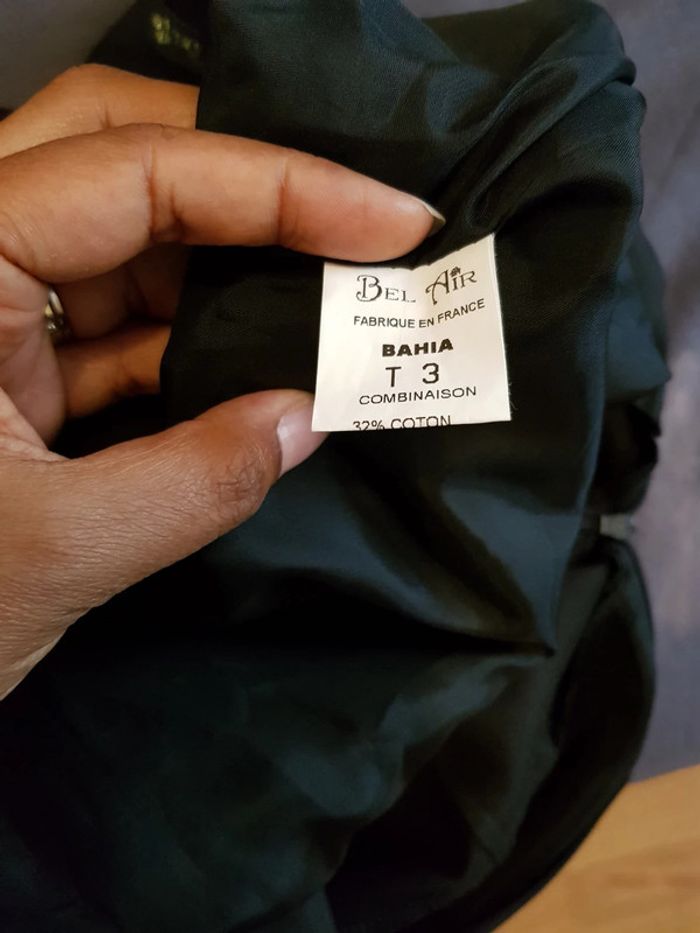 BEL AIR
FABRIQUE EN FRANCE
BAHIA
T 3
COMBINAISON
32% COTON